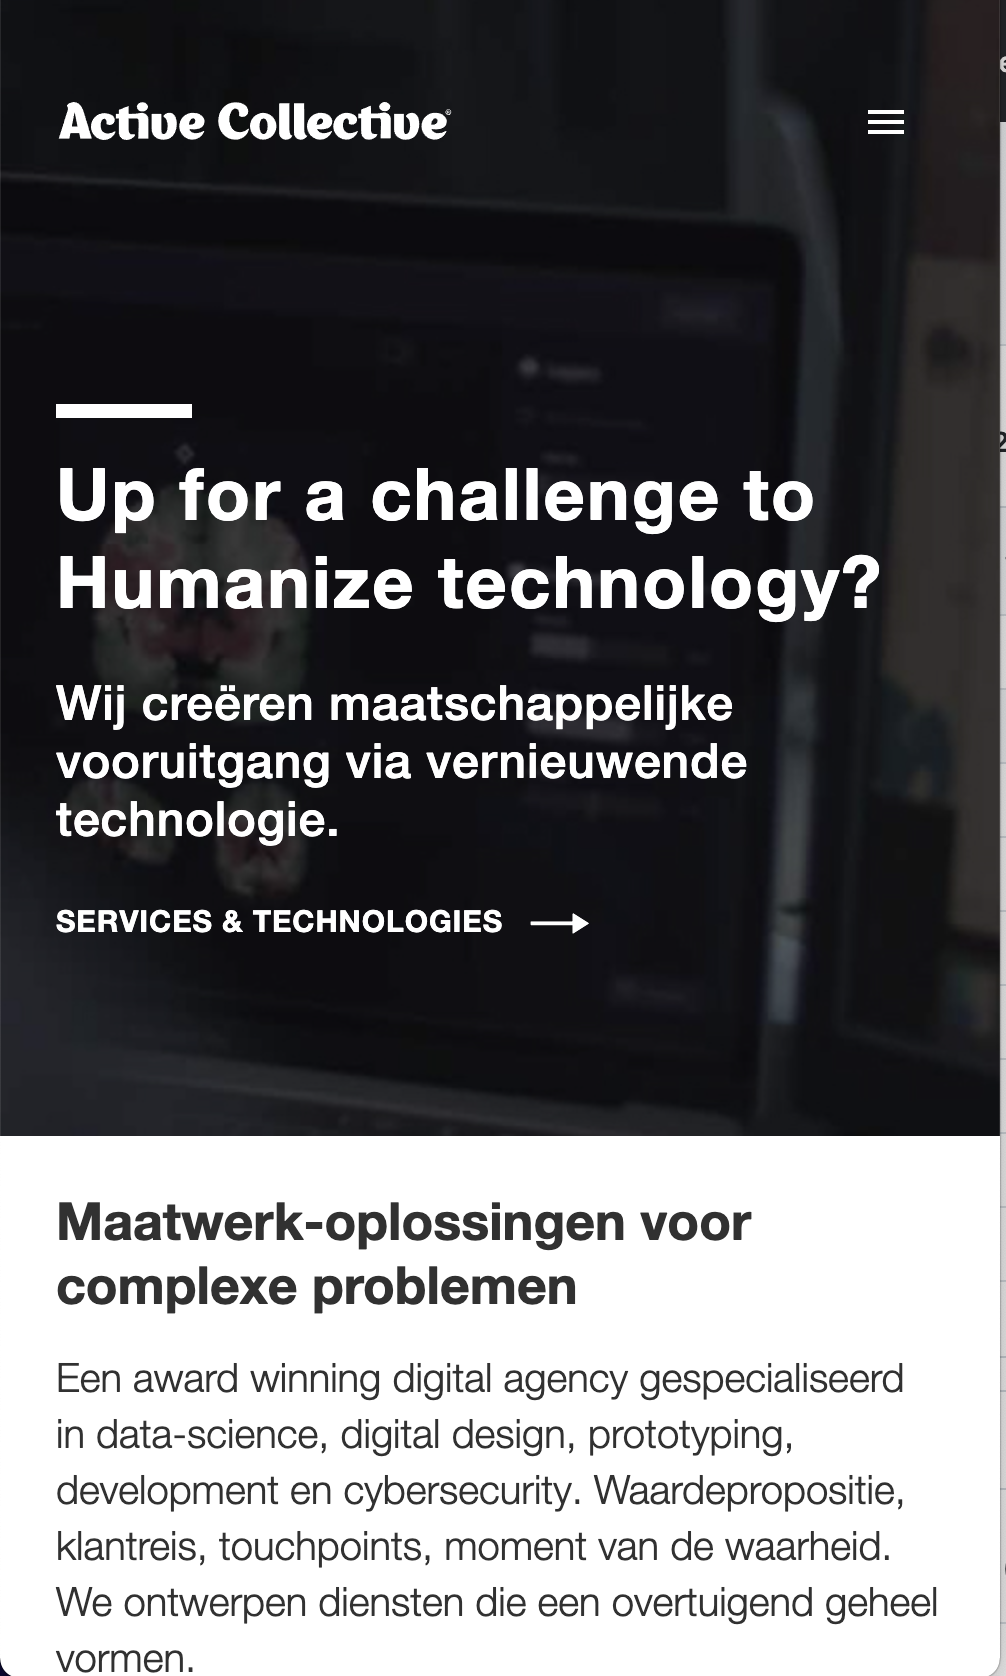 Active Collective®
Up for a challenge to
Humanize technology?
Wij creëren maatschappelijke
vooruitgang via vernieuwende
technologie.
SERVICES & TECHNOLOGIES
Maatwerk-oplossingen voor
complexe problemen
Een award winning digital agency gespecialiseerd
in data-science, digital design, prototyping,
development en cybersecurity. Waardepropositie,
klantreis, touchpoints, moment van de waarheid.
We ontwerpen diensten die een overtuigend geheel
vormen.